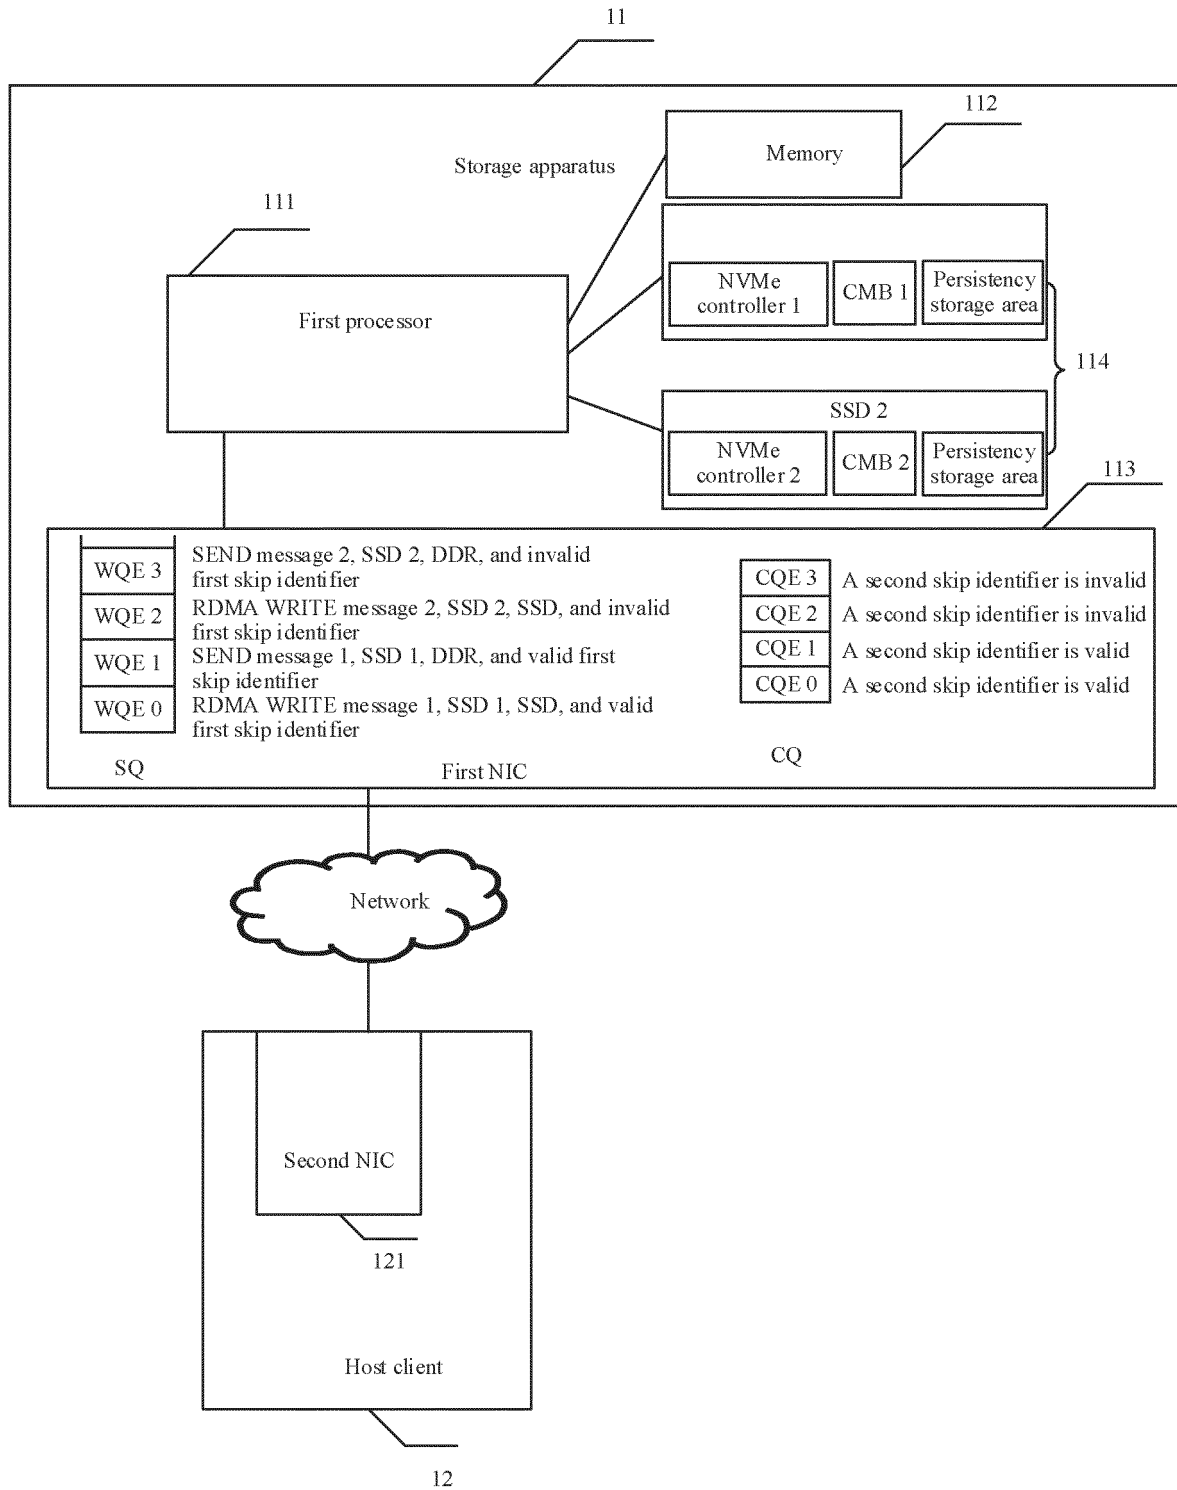 11
112
Memory
Storage apparatus
111
NVMe
controller 1
CMB 1
Persistency
storage area
First processor
114
SSD 2
NVMe
controller 2
CMB 2
Persistency
storage area
113
WQE 3
SEND message 2, SSD 2, DDR, and invalid
first skip identifier
WQE 2
RDMA WRITE message 2, SSD 2, SSD, and invalid
first skip identifier
WQE 1
SEND message 1, SSD 1, DDR, and valid first
skip identifier
WQE 0
RDMA WRITE message 1, SSD 1, SSD, and valid
first skip identifier
SQ
CQE 3
A second skip identifier is invalid
CQE 2
A second skip identifier is invalid
CQE 1
A second skip identifier is valid
CQE 0
A second skip identifier is valid
CQ
First NIC
Network
Second NIC
121
Host client
12